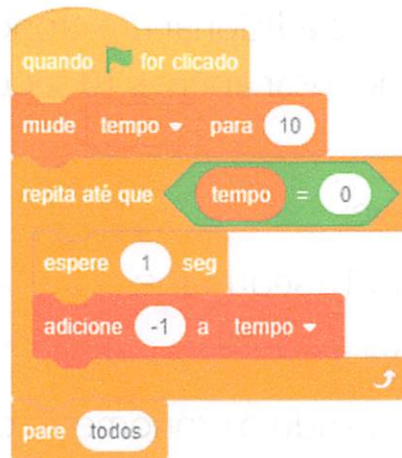 quando for clicado
mude tempo para 10
repita até que tempo = 0
espere 1 seg
adicione -1 a tempo
pare todos